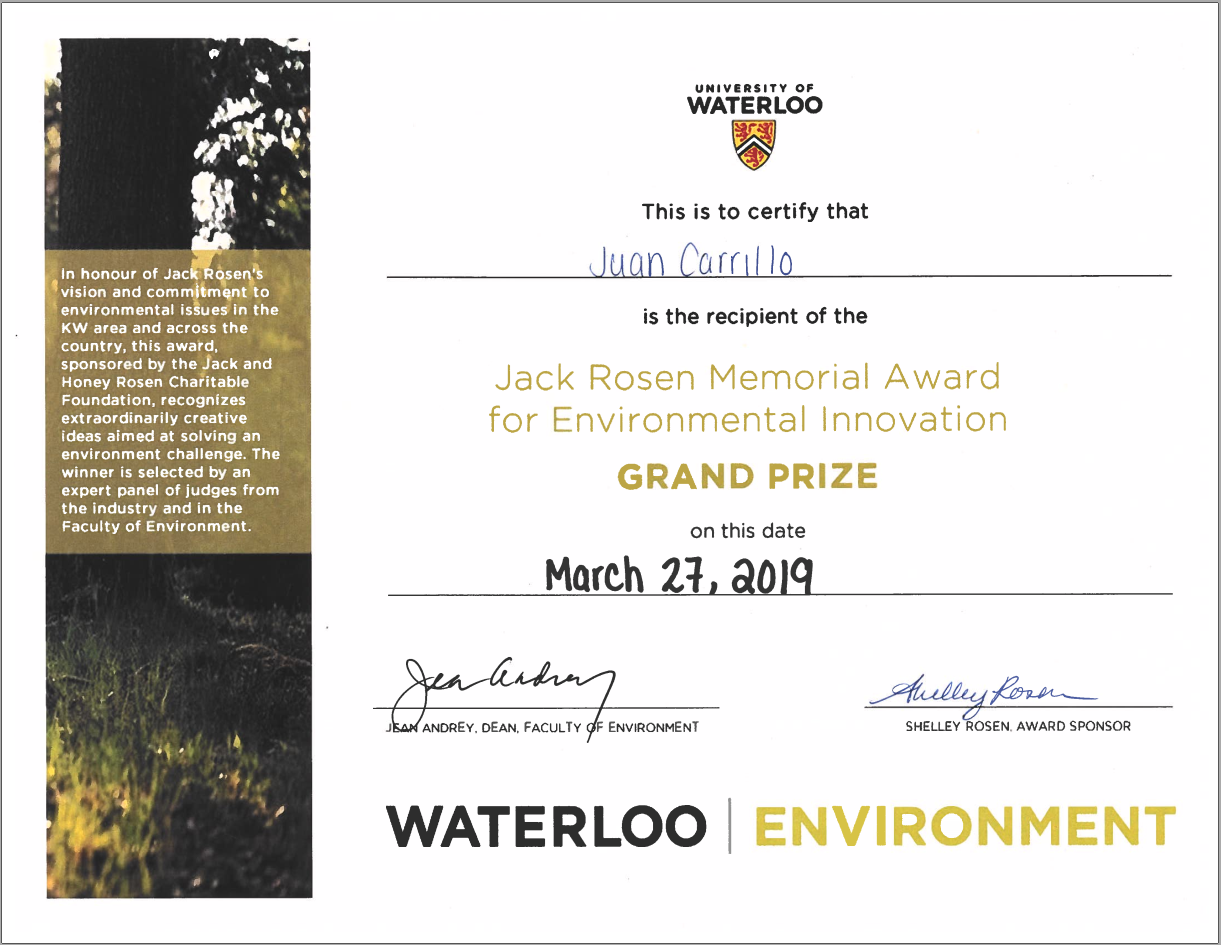 UNIVERSITY OF
WATERLOO
This is to certify that
Juan Carrillo
is the recipient of the
Jack Rosen Memorial Award
for Environmental Innovation
GRAND PRIZE
on this date
March 27, 2019
Jean Andrey
JEAN ANDREY, DEAN, FACULTY OF ENVIRONMENT
Shelley Rosen
SHELLEY ROSEN, AWARD SPONSOR
WATERLOO | ENVIRONMENT
In honour of Jack Rosen's
vision and commitment to
environmental issues in the
KW area and across the
country, this award,
sponsored by the Jack and
Honey Rosen Charitable
Foundation, recognizes
extraordinarily creative
ideas aimed at solving an
environment challenge. The
winner is selected by an
expert panel of judges from
the industry and in the
Faculty of Environment.